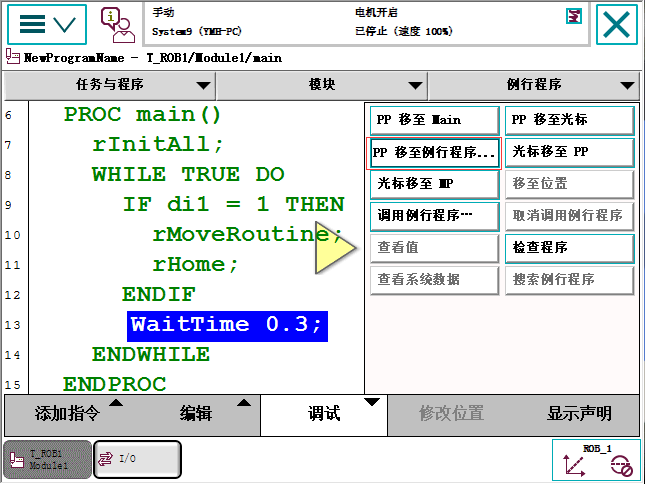 手动
System9 (YMH-PC)
电机开启
已停止 (速度 100%)
NewProgramName - T_ROB1/Module1/main
任务与程序
模块
例行程序
6 PROC main()
7 rInitAll;
8 WHILE TRUE DO
9 IF di1 = 1 THEN
10 rMoveRoutine;
11 rHome;
12 ENDIF
13 WaitTime 0.3;
14 ENDWHILE
15 ENDPROC
PP 移至 Main
PP 移至光标
PP 移至例行程序...
光标移至 PP
光标移至 MP
移至位置
调用例行程序…
取消调用例行程序
查看值
检查程序
查看系统数据
搜索例行程序
添加指令
编辑
调试
修改位置
显示声明
T_ROB1
Module1
I/O
ROB_1